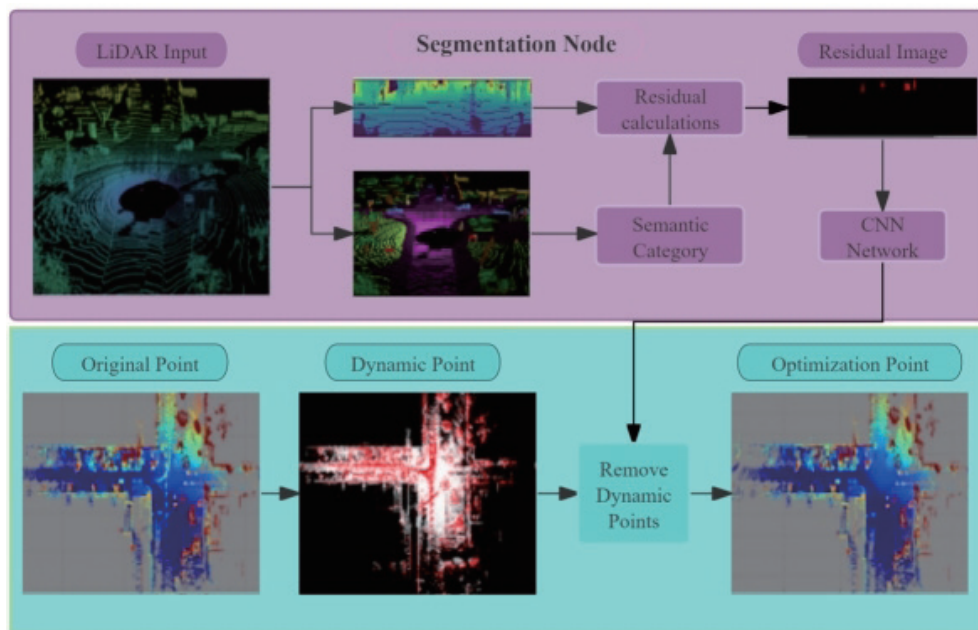 Segmentation Node
LiDAR Input
Residual Image
Residual
calculations
Semantic
Category
CNN
Network
Original Point
Dynamic Point
Optimization Point
Remove
Dynamic
Points